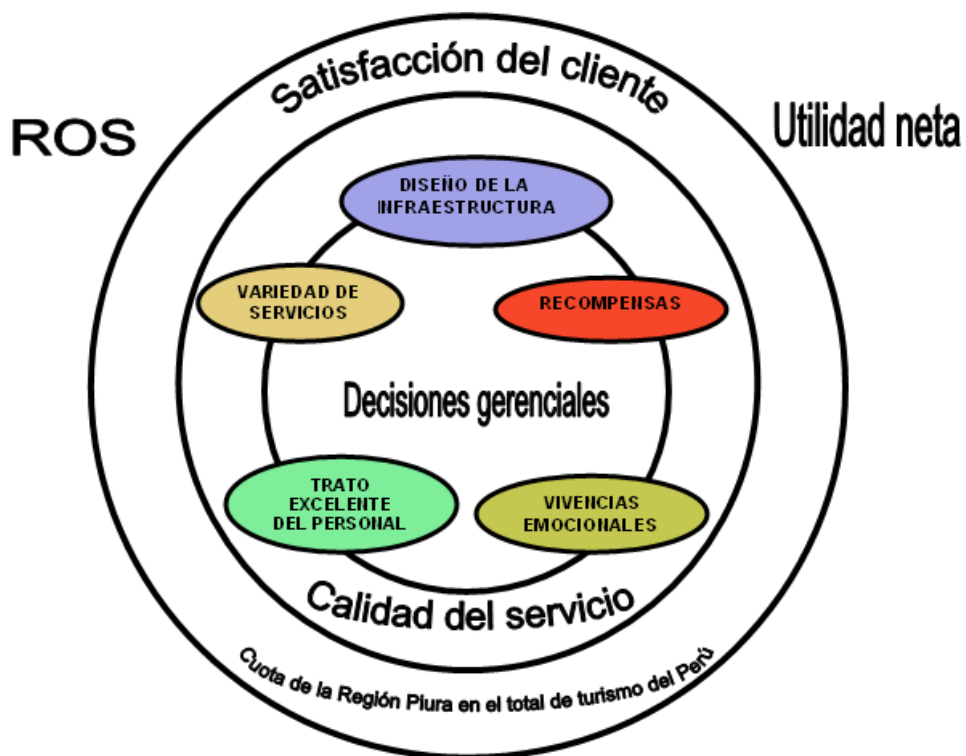 Satisfacción del cliente
ROS
Utilidad neta
DISEÑO DE LA
INFRAESTRUCTURA
VARIEDAD DE
SERVICIOS
RECOMPENSAS
Decisiones gerenciales
TRATO
EXCELENTE
DEL PERSONAL
VIVENCIAS
EMOCIONALES
Calidad del servicio
Cuota de la Región Piura en el total de turismo del Perú